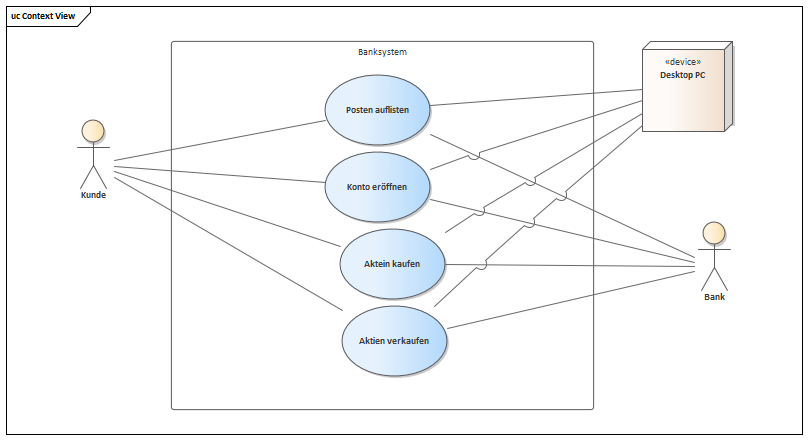 uc Context View
Banksystem
«device»
Desktop PC
Posten auflisten
Kunde
Konto eröffnen
Aktein kaufen
Bank
Aktien verkaufen